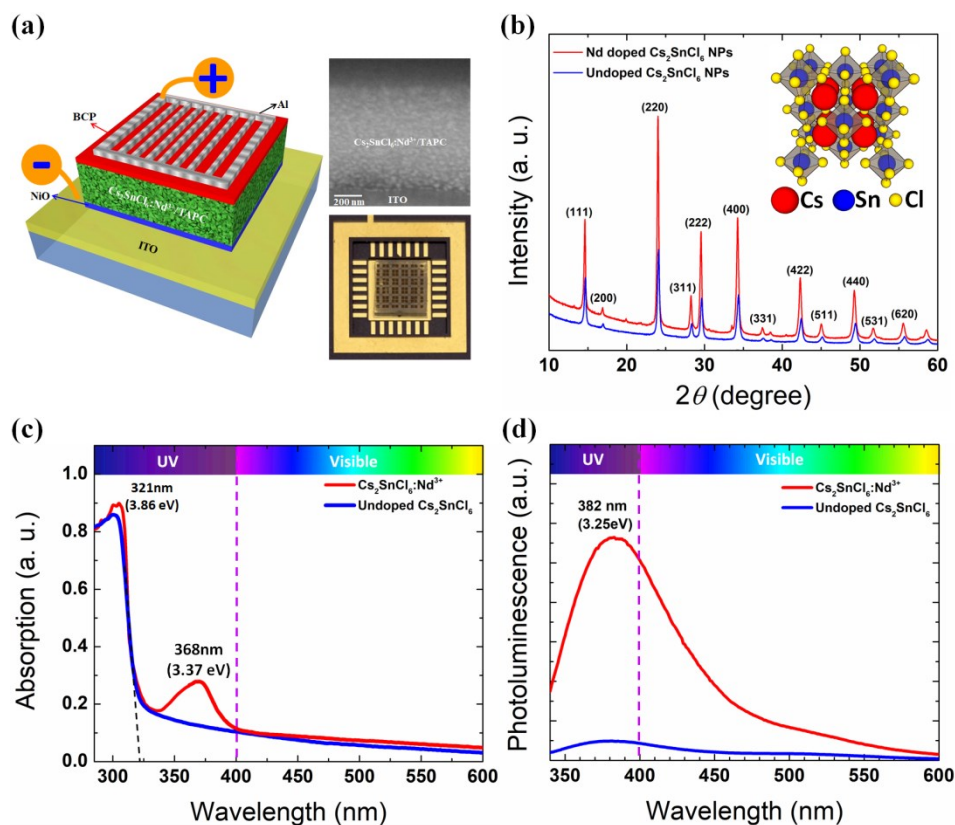 (a)
+
Al
BCP
-
Cs₂SnCl₆:Nd³⁺/TAPC
NiO
ITO
Cs₂SnCl₆:Nd³⁺/TAPC
200 nm
ITO
(b)
Intensity (a. u.)
Nd doped Cs₂SnCl₆ NPs
Undoped Cs₂SnCl₆ NPs
(111)
(200)
(220)
(311)
(222)
(400)
(331)
(422)
(511)
(440)
(531)
(620)
Cs Sn Cl
10 20 30 40 50 60
2θ (degree)
(c)
Absorption (a. u.)
1.0
0.8
0.6
0.4
0.2
0.0
UV Visible
321nm
(3.86 eV)
Cs₂SnCl₆:Nd³⁺
Undoped Cs₂SnCl₆
368nm
(3.37 eV)
300 350 400 450 500 550 600
Wavelength (nm)
(d)
Photoluminescence (a.u.)
UV Visible
382 nm
(3.25eV)
Cs₂SnCl₆:Nd³⁺
Undoped Cs₂SnCl₆
350 400 450 500 550 600
Wavelength (nm)